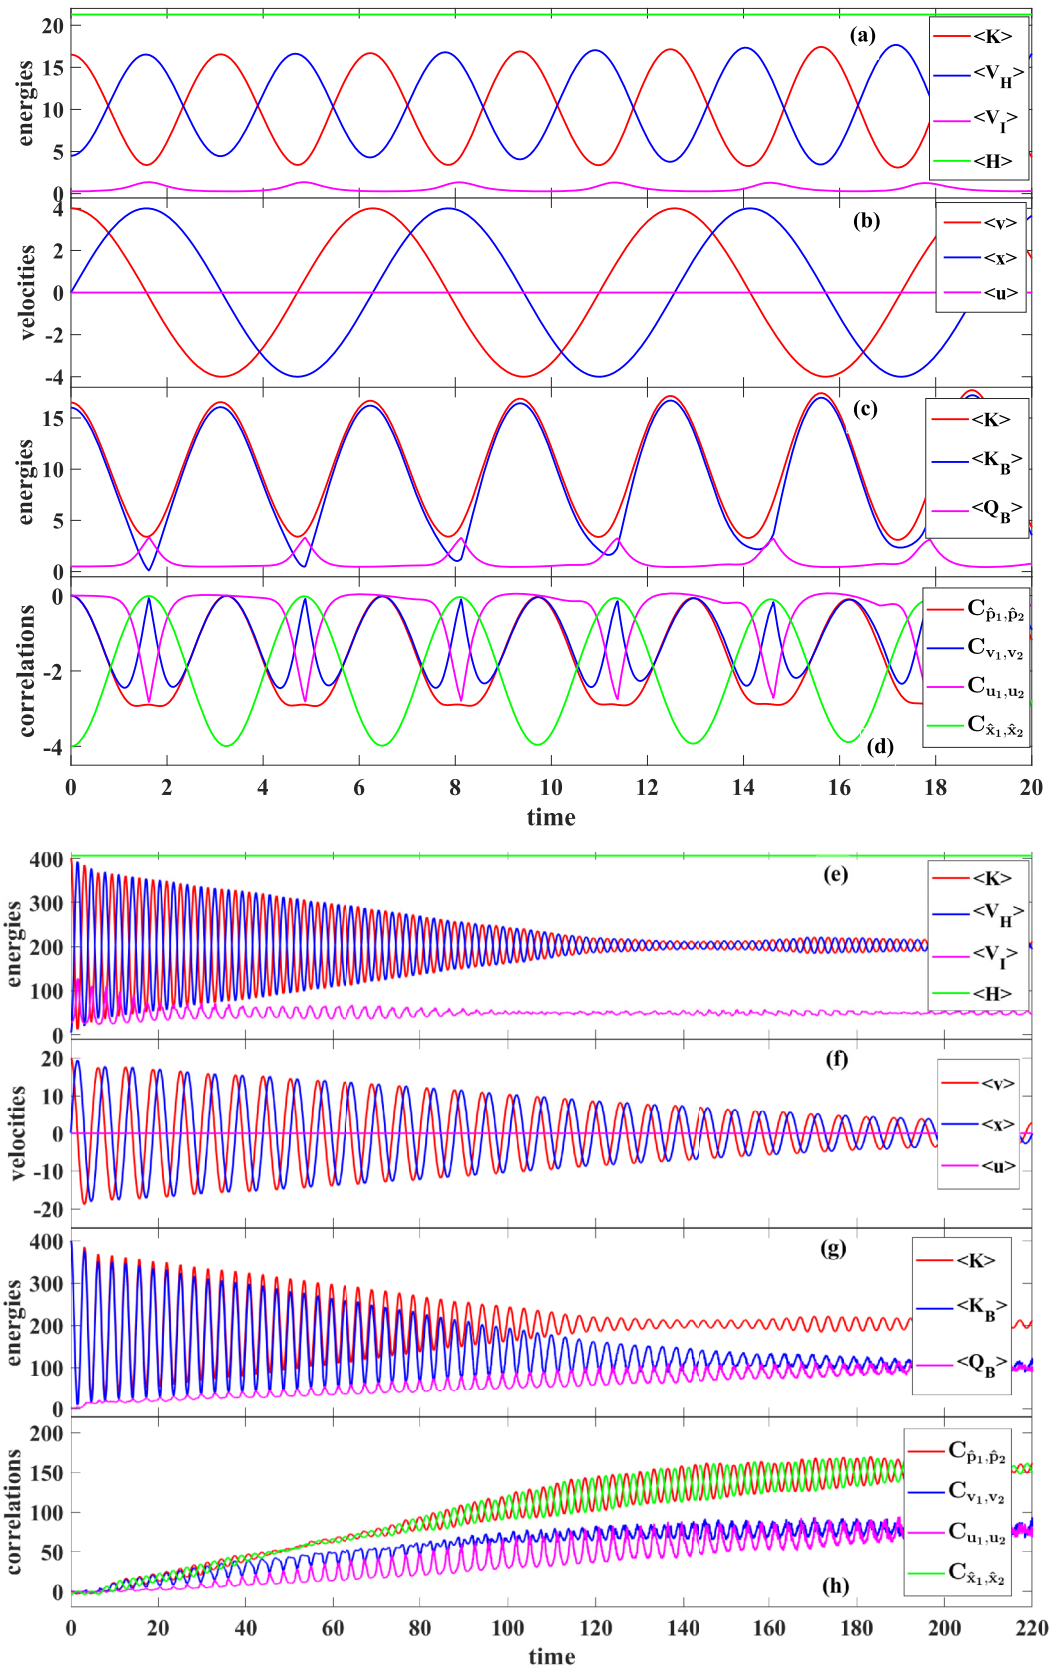 20
15
10
5
0
energies
(a)
<K>
<V_H>
<V_I>
<H>
4
2
0
-2
-4
velocities
(b)
<v>
<x>
<u>
15
10
5
0
energies
(c)
<K>
<K_B>
<Q_B>
0
-2
-4
correlations
(d)
C_p̂₁,p̂₂
C_v₁,v₂
C_u₁,u₂
C_x̂₁,x̂₂
0 2 4 6 8 10 12 14 16 18 20
time
400
300
200
100
0
energies
(e)
<K>
<V_H>
<V_I>
<H>
20
10
0
-10
-20
velocities
(f)
<v>
<x>
<u>
400
300
200
100
0
energies
(g)
<K>
<K_B>
<Q_B>
200
150
100
50
0
correlations
(h)
C_p̂₁,p̂₂
C_v₁,v₂
C_u₁,u₂
C_x̂₁,x̂₂
0 20 40 60 80 100 120 140 160 180 200 220
time